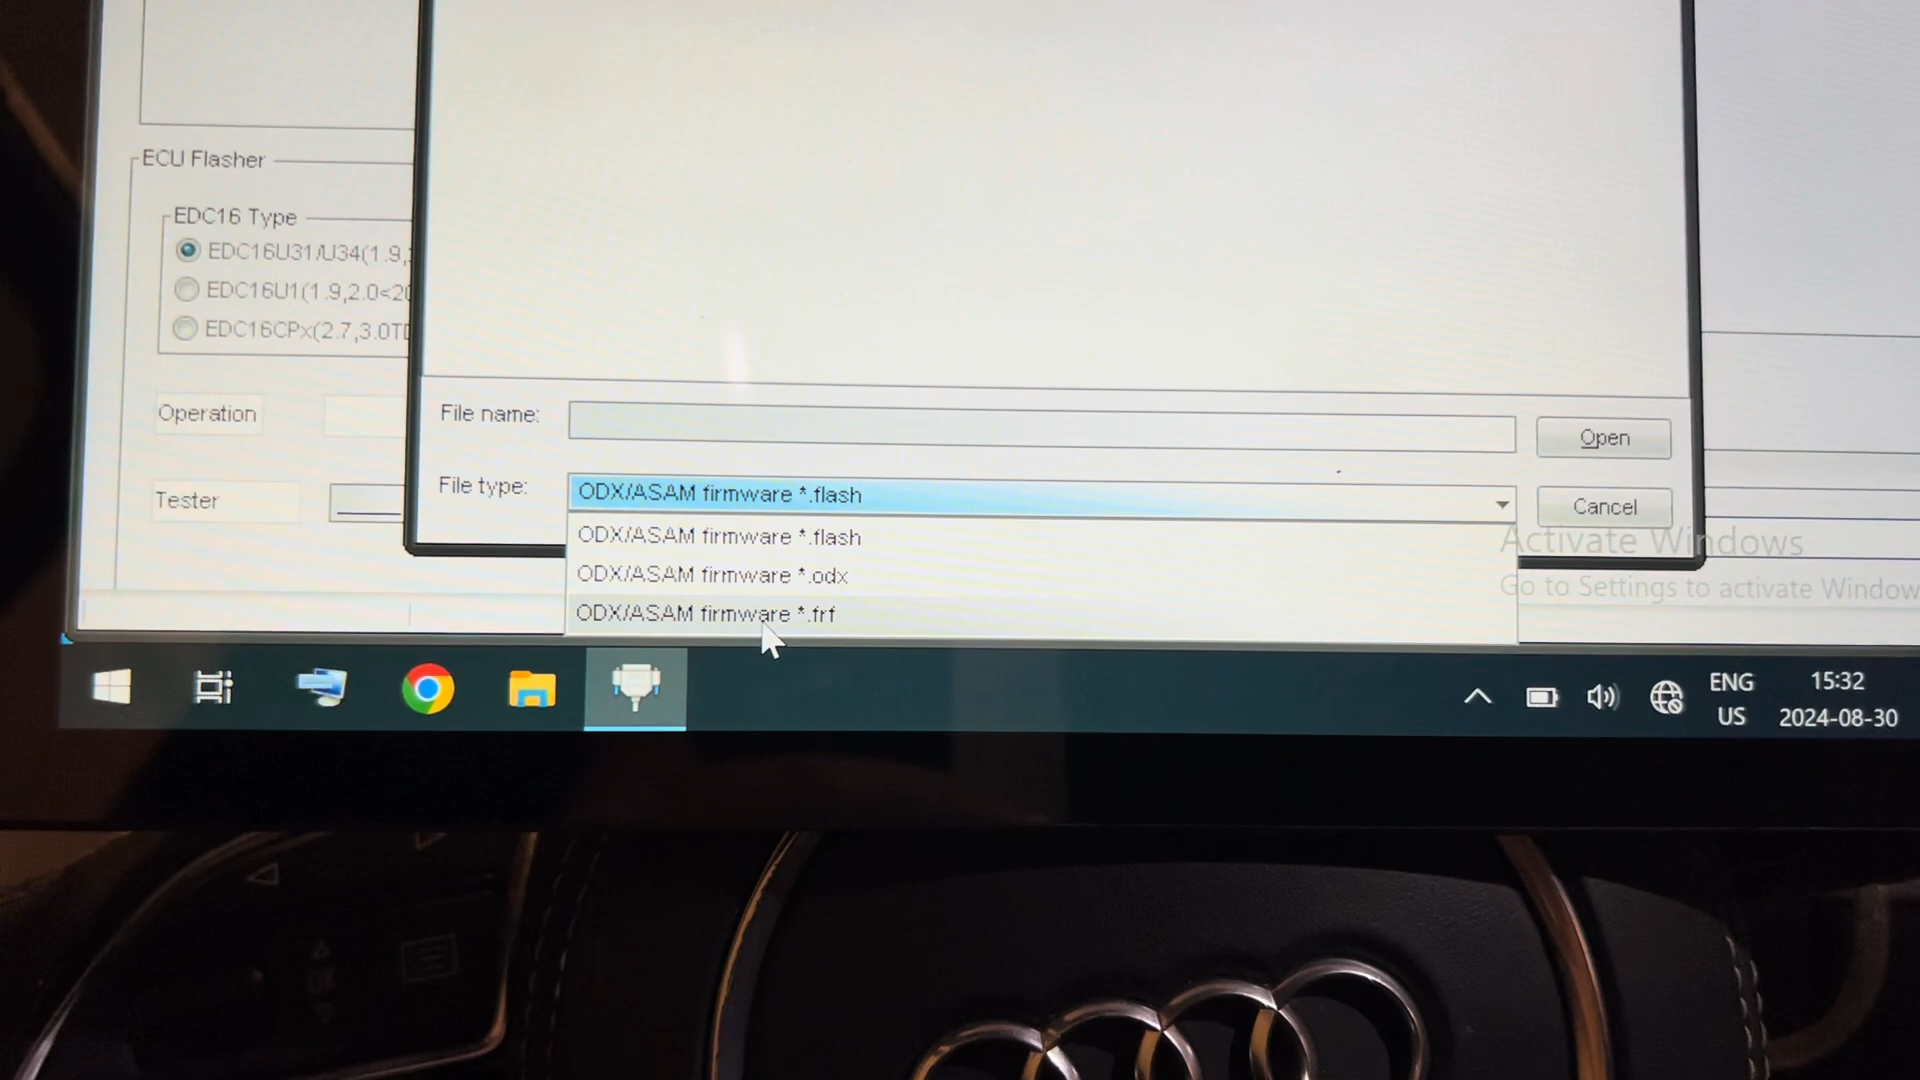 ECU Flasher
EDC16 Type
EDC16U31/U34(1.9,
EDC16U1(1.9,2.0<20
EDC16CPx(2.7,3.0TD
Operation
Tester
File name:
Open
File type:
ODX/ASAM firmware *.flash
Cancel
ODX/ASAM firmware *.flash
ODX/ASAM firmware *.odx
ODX/ASAM firmware *.frf
Activate Windows
Go to Settings to activate Window
ENG
US
15:32
2024-08-30